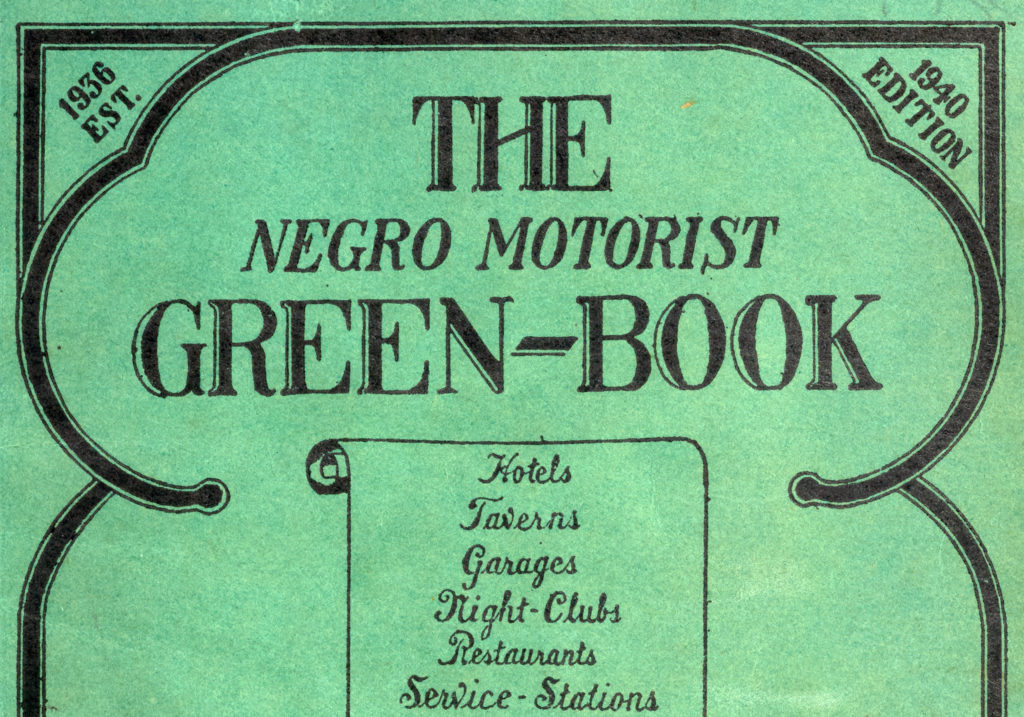 1936
EST.
1940
EDITION
THE
NEGRO MOTORIST
GREEN-BOOK
Hotels
Taverns
Garages
Night-Clubs
Restaurants
Service-Stations